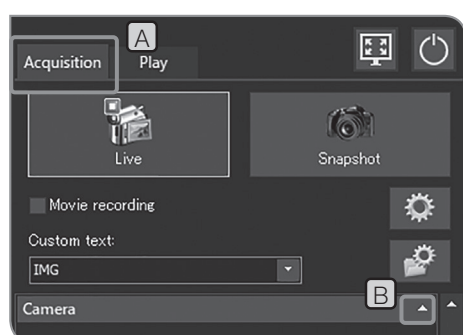 A
Acquisition Play
Live Snapshot
Movie recording
Custom text:
IMG
B
Camera